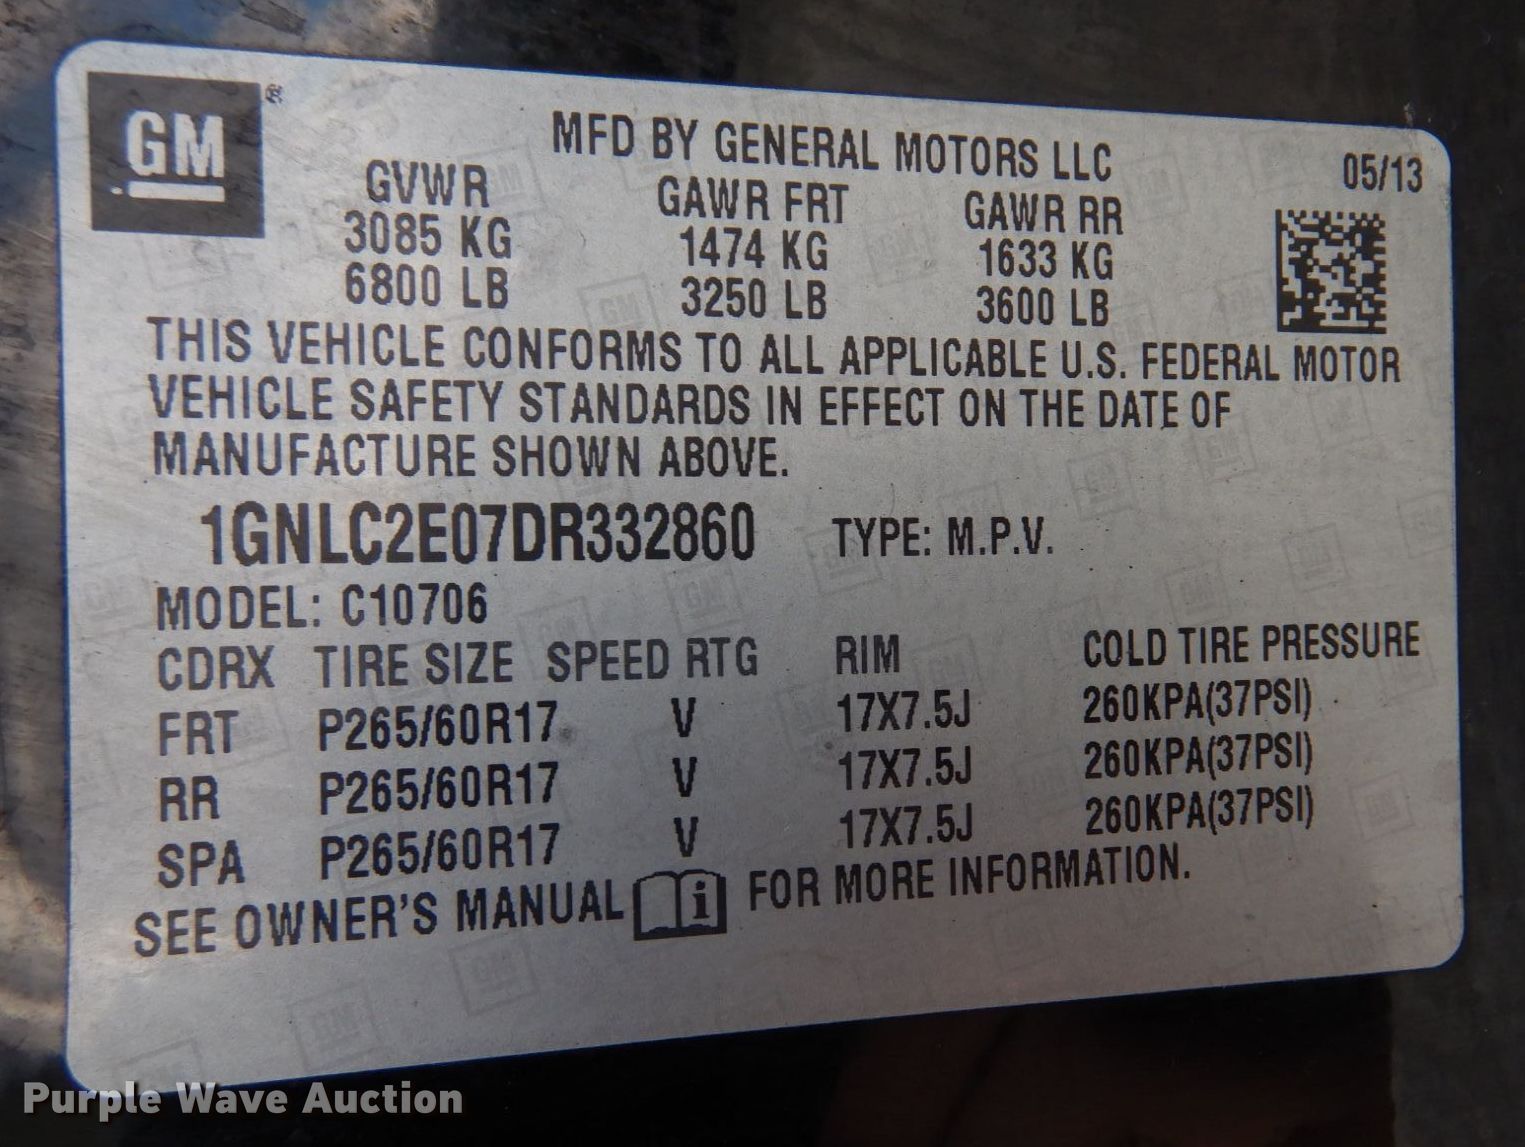 GM®
MFD BY GENERAL MOTORS LLC
05/13
GVWR GAWR FRT GAWR RR
3085 KG 1474 KG 1633 KG
6800 LB 3250 LB 3600 LB
THIS VEHICLE CONFORMS TO ALL APPLICABLE U.S. FEDERAL MOTOR
VEHICLE SAFETY STANDARDS IN EFFECT ON THE DATE OF
MANUFACTURE SHOWN ABOVE.
1GNLC2E07DR332860 TYPE: M.P.V.
MODEL: C10706
CDRX TIRE SIZE SPEED RTG RIM COLD TIRE PRESSURE
FRT P265/60R17 V 17X7.5J 260KPA(37PSI)
RR P265/60R17 V 17X7.5J 260KPA(37PSI)
SPA P265/60R17 V 17X7.5J 260KPA(37PSI)
SEE OWNER'S MANUAL i FOR MORE INFORMATION.
Purple Wave Auction